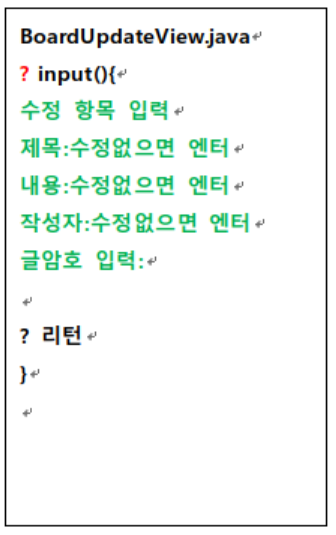 BoardUpdateView.java
? input(){
수정 항목 입력
제목:수정없으면 엔터
내용:수정없으면 엔터
작성자:수정없으면 엔터
글암호 입력:
? 리턴
}